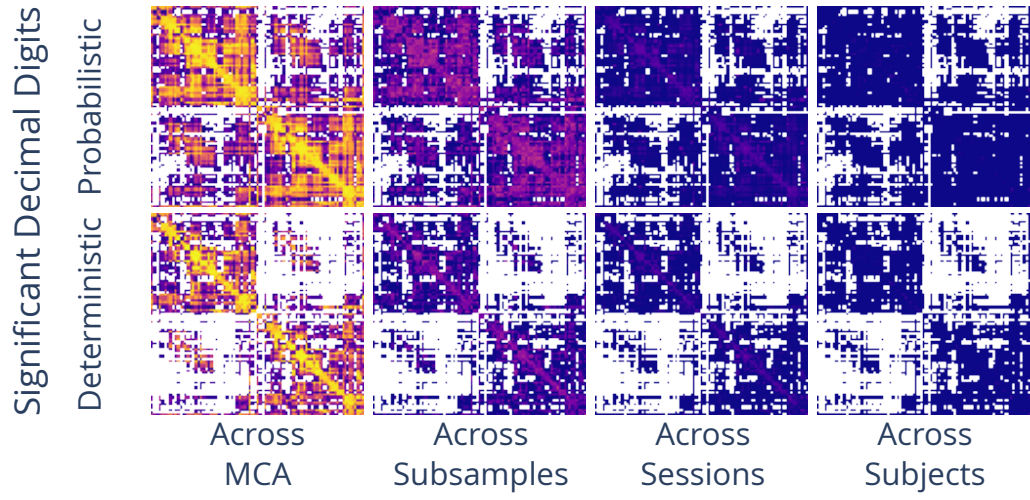 Significant Decimal Digits
Probabilistic
Deterministic
Across
MCA
Across
Subsamples
Across
Sessions
Across
Subjects